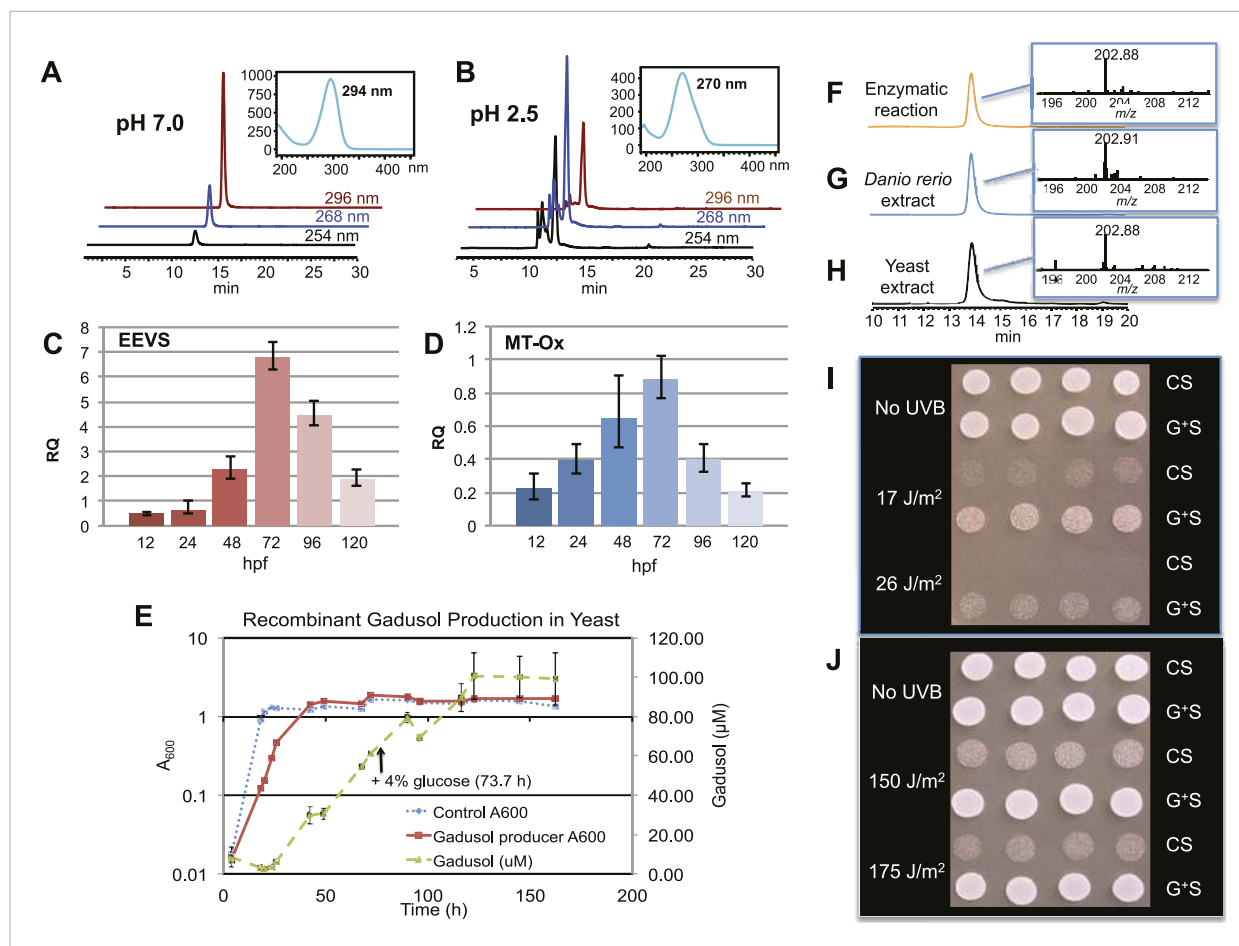 A
pH 7.0
1000
750
500
250
0
200 300 400 nm
294 nm
296 nm
268 nm
254 nm
5 10 15 20 25 30
min
B
pH 2.5
400
300
200
100
0
200 300 400 nm
270 nm
296 nm
268 nm
254 nm
5 10 15 20 25 30
min
C
EEVS
8
7
6
5
4
3
2
1
0
RQ
12 24 48 72 96 120
hpf
D
MT-Ox
1.2
1
0.8
0.6
0.4
0.2
0
RQ
12 24 48 72 96 120
hpf
E
Recombinant Gadusol Production in Yeast
10
1
0.1
0.01
A600
120.00
100.00
80.00
60.00
40.00
20.00
0.00
Gadusol (µM)
+ 4% glucose (73.7 h)
Control A600
Gadusol producer A600
Gadusol (uM)
0 50 100 150 200
Time (h)
F
Enzymatic
reaction
202.88
196 200 204 208 212
m/z
G
Danio rerio
extract
202.91
196 200 204 208 212
m/z
H
Yeast
extract
202.88
196 200 204 208 212
m/z
10 11 12 13 14 15 16 17 18 19 20
min
I
No UVB
CS
G+S
17 J/m²
CS
G+S
26 J/m²
CS
G+S
J
No UVB
CS
G+S
150 J/m²
CS
G+S
175 J/m²
CS
G+S